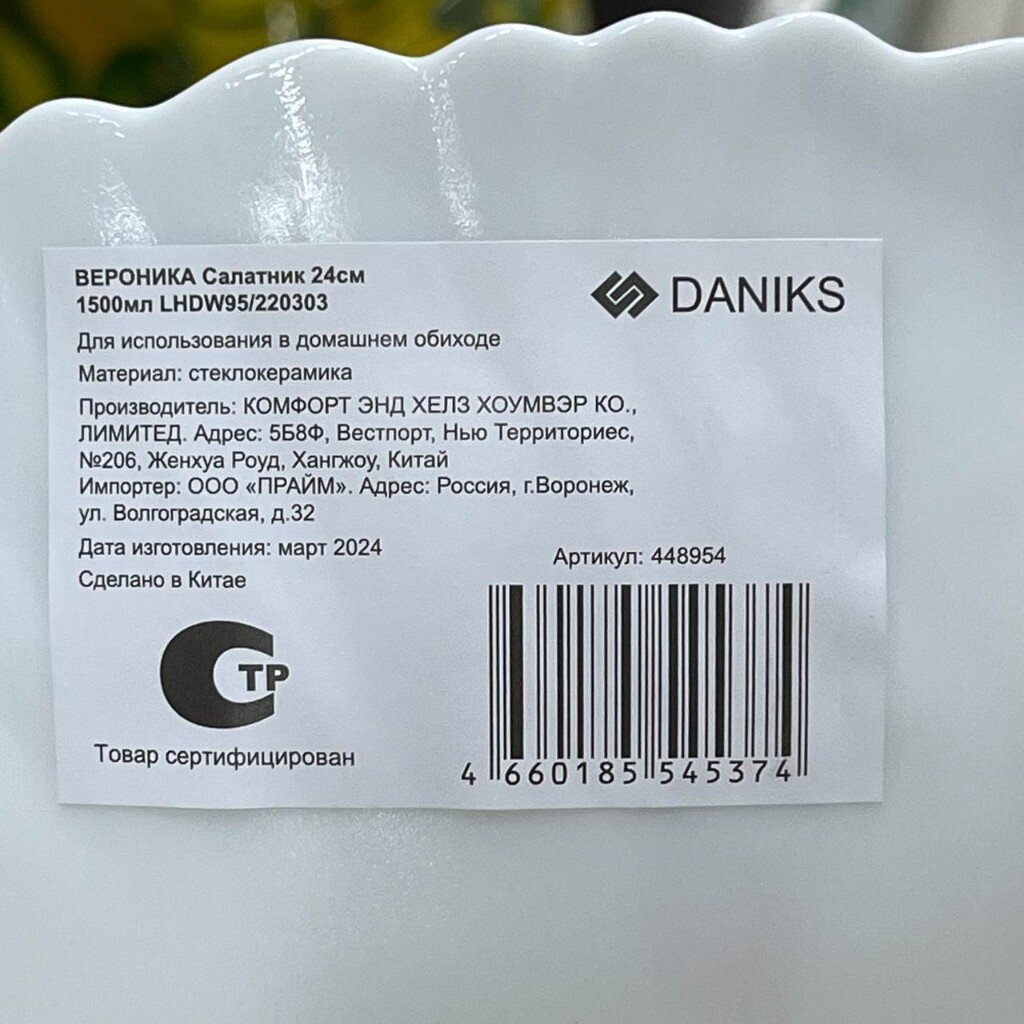 ВЕРОНИКА Салатник 24см
1500мл LHDW95/220303
DANIKS
Для использования в домашнем обиходе
Материал: стеклокерамика
Производитель: КОМФОРТ ЭНД ХЕЛЗ ХОУМВЭР КО.,
ЛИМИТЕД. Адрес: 5Б8Ф, Вестпорт, Нью Территориес,
№206, Женхуа Роуд, Хангжоу, Китай
Импортер: ООО «ПРАЙМ». Адрес: Россия, г.Воронеж,
ул. Волгоградская, д.32
Дата изготовления: март 2024
Сделано в Китае
Артикул: 448954
СТР
Товар сертифицирован
4 660185 545374